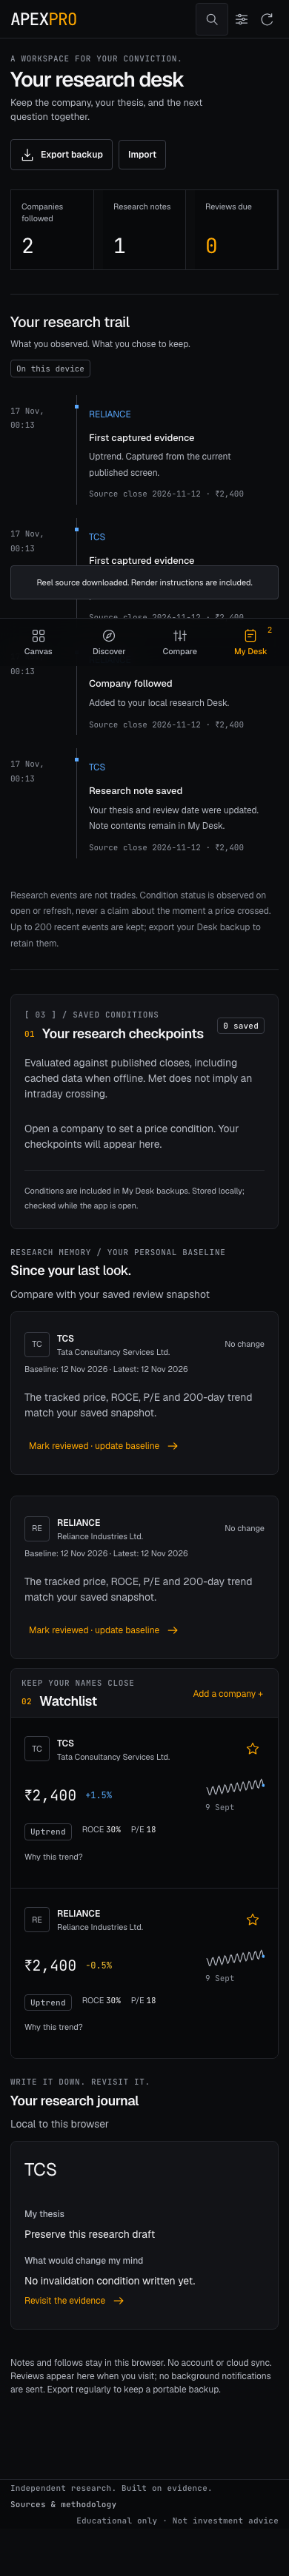 APEXPRO
A WORKSPACE FOR YOUR CONVICTION.
Your research desk
Keep the company, your thesis, and the next
question together.
Export backup
Import
Companies
followed
2
Research notes
1
Reviews due
0
Your research trail
What you observed. What you chose to keep.
On this device
17 Nov,
00:13
RELIANCE
First captured evidence
Uptrend. Captured from the current
published screen.
Source close 2026-11-12 · ₹2,400
17 Nov,
00:13
TCS
First captured evidence
Reel source downloaded. Render instructions are included.
Source close 2026-11-12 · ₹2,400
Canvas
Discover
Compare
My Desk
2
00:13
Company followed
Added to your local research Desk.
Source close 2026-11-12 · ₹2,400
17 Nov,
00:13
TCS
Research note saved
Your thesis and review date were updated.
Note contents remain in My Desk.
Source close 2026-11-12 · ₹2,400
Research events are not trades. Condition status is observed on
open or refresh, never a claim about the moment a price crossed.
Up to 200 recent events are kept; export your Desk backup to
retain them.
[ 03 ] / SAVED CONDITIONS
01 Your research checkpoints
0 saved
Evaluated against published closes, including
cached data when offline. Met does not imply an
intraday crossing.
Open a company to set a price condition. Your
checkpoints will appear here.
Conditions are included in My Desk backups. Stored locally;
checked while the app is open.
RESEARCH MEMORY / YOUR PERSONAL BASELINE
Since your last look.
Compare with your saved review snapshot
TC
TCS
Tata Consultancy Services Ltd.
No change
Baseline: 12 Nov 2026 · Latest: 12 Nov 2026
The tracked price, ROCE, P/E and 200-day trend
match your saved snapshot.
Mark reviewed · update baseline →
RE
RELIANCE
Reliance Industries Ltd.
No change
Baseline: 12 Nov 2026 · Latest: 12 Nov 2026
The tracked price, ROCE, P/E and 200-day trend
match your saved snapshot.
Mark reviewed · update baseline →
KEEP YOUR NAMES CLOSE
02 Watchlist
Add a company +
TC
TCS
Tata Consultancy Services Ltd.
₹2,400 +1.5%
9 Sept
Uptrend ROCE 30% P/E 18
Why this trend?
RE
RELIANCE
Reliance Industries Ltd.
₹2,400 -0.5%
9 Sept
Uptrend ROCE 30% P/E 18
Why this trend?
WRITE IT DOWN. REVISIT IT.
Your research journal
Local to this browser
TCS
My thesis
Preserve this research draft
What would change my mind
No invalidation condition written yet.
Revisit the evidence →
Notes and follows stay in this browser. No account or cloud sync.
Reviews appear here when you visit; no background notifications
are sent. Export regularly to keep a portable backup.
Independent research. Built on evidence.
Sources & methodology
Educational only · Not investment advice